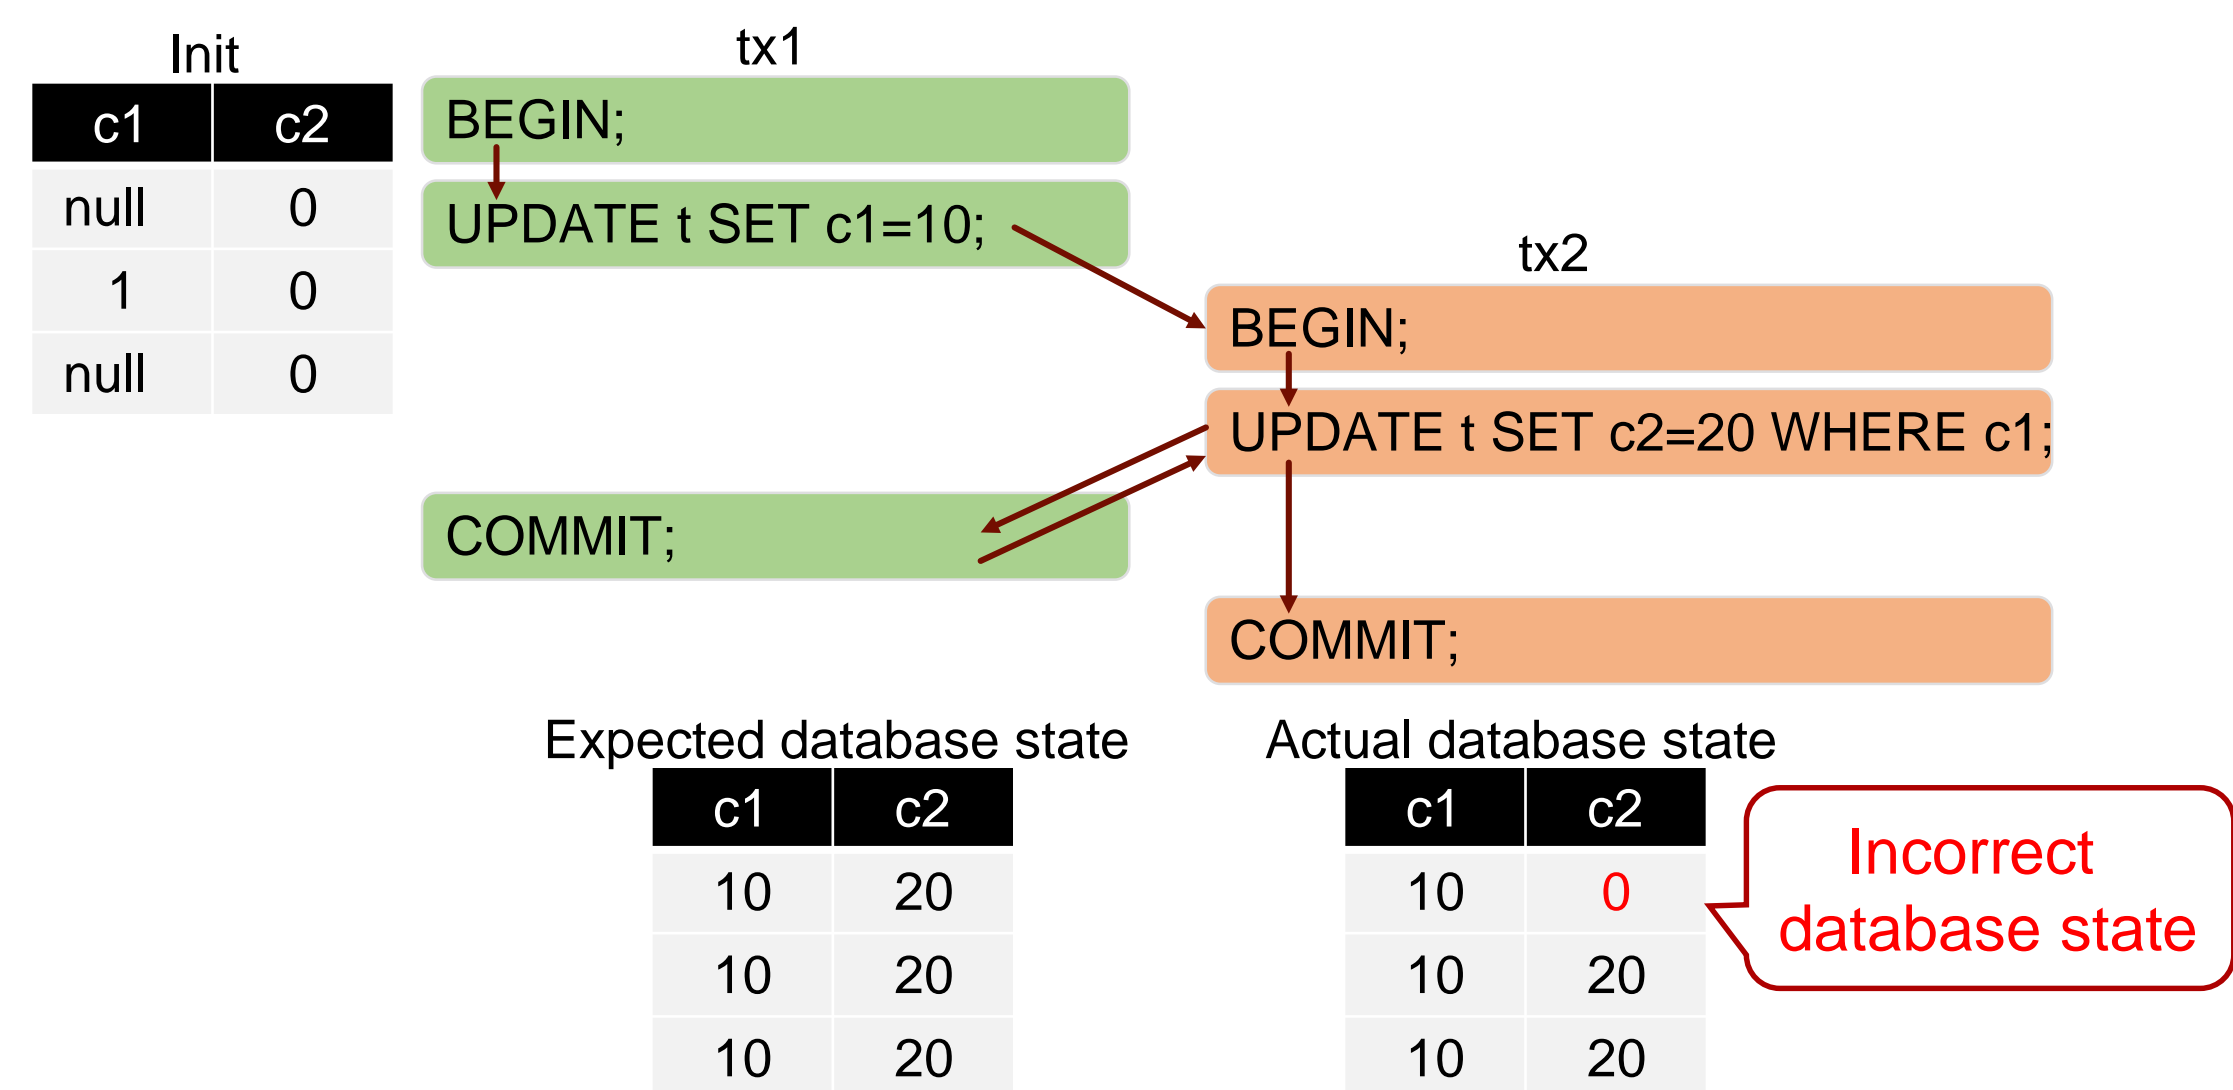 Init
c1 c2
null 0
1 0
null 0
tx1
BEGIN;
UPDATE t SET c1=10;
tx2
BEGIN;
UPDATE t SET c2=20 WHERE c1;
COMMIT;
COMMIT;
Expected database state
c1 c2
10 20
10 20
10 20
Actual database state
c1 c2
10 0
10 20
10 20
Incorrect
database state